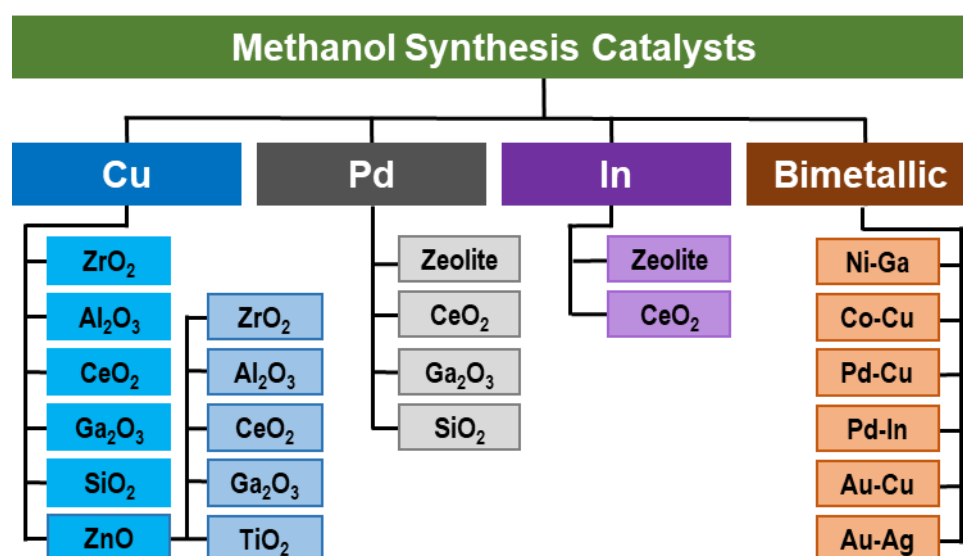 Methanol Synthesis Catalysts
Cu
Pd
In
Bimetallic
ZrO₂
Al₂O₃
CeO₂
Ga₂O₃
SiO₂
ZnO
ZrO₂
Al₂O₃
CeO₂
Ga₂O₃
TiO₂
Zeolite
CeO₂
Ga₂O₃
SiO₂
Zeolite
CeO₂
Ni-Ga
Co-Cu
Pd-Cu
Pd-In
Au-Cu
Au-Ag